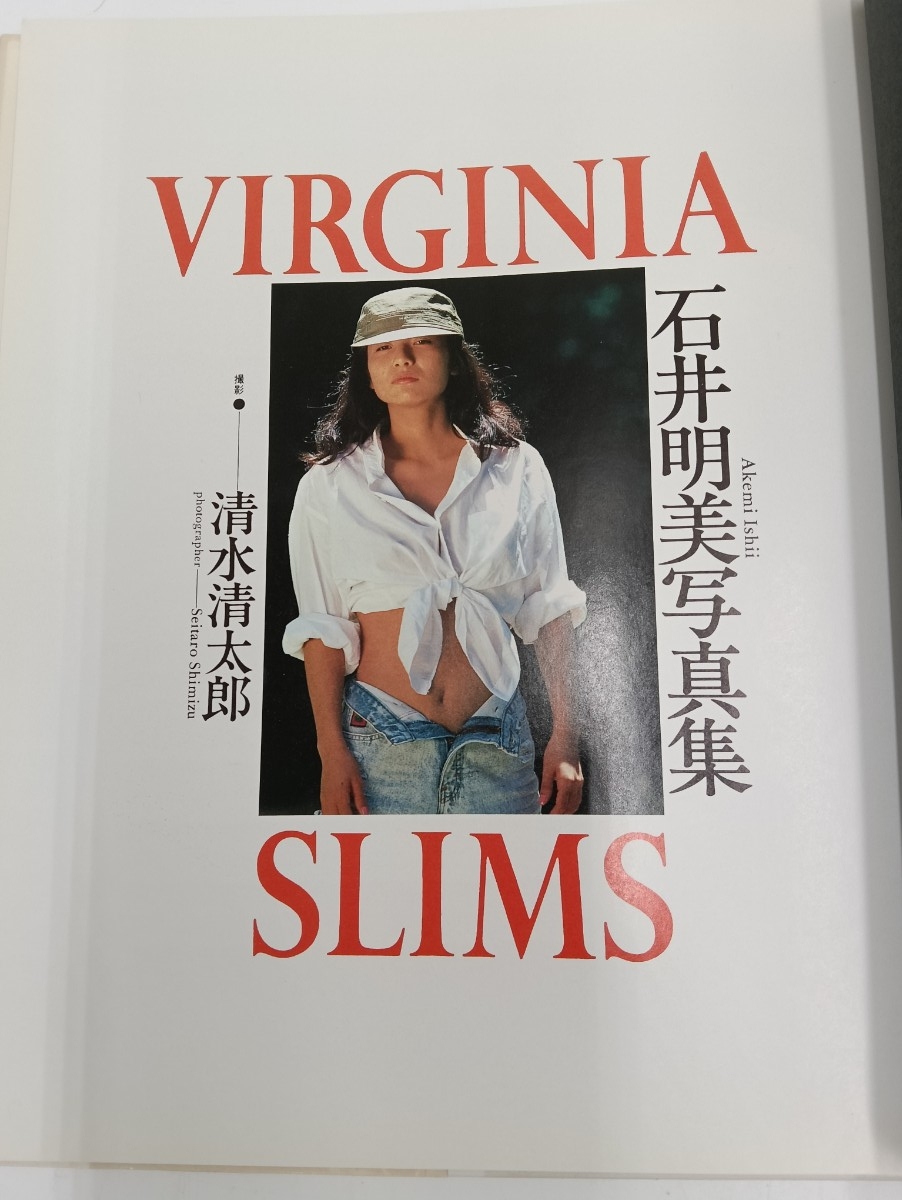 VIRGINIA
石井明美写真集
Akemi Ishii
撮影●──清水清太郎
photographer──Seitaro Shimizu
SLIMS